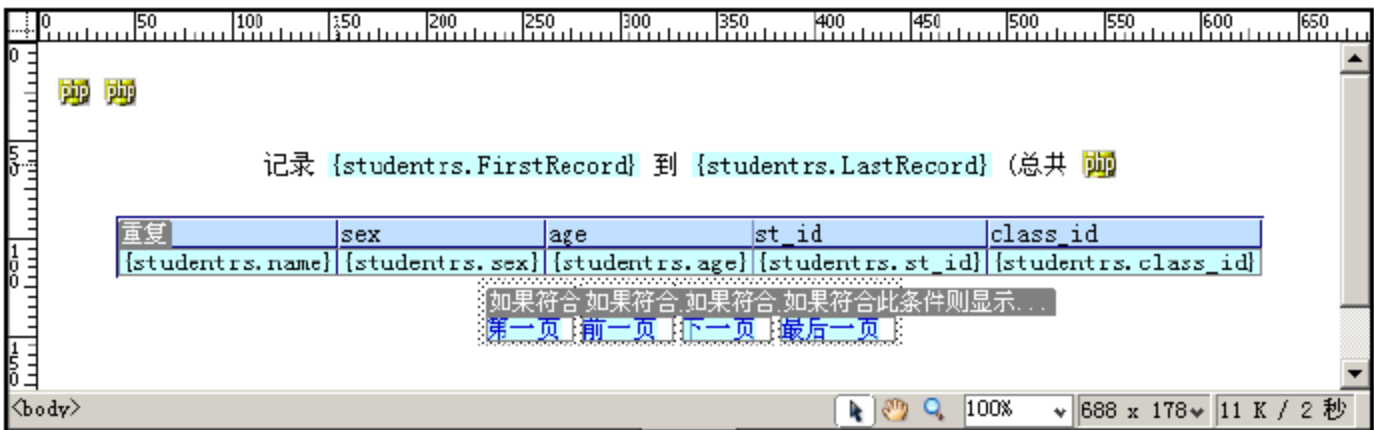 0 50 100 150 200 250 300 350 400 450 500 550 600 650
0
php php
50
记录 {studentrs.FirstRecord} 到 {studentrs.LastRecord} (总共 php
重复 sex age st_id class_id
100
{studentrs.name} {studentrs.sex} {studentrs.age} {studentrs.st_id} {studentrs.class_id}
如果符合 如果符合 如果符合 如果符合此条件则显示...
第一页 前一页 下一页 最后一页
150
<body> 100% 688 x 178 11 K / 2 秒